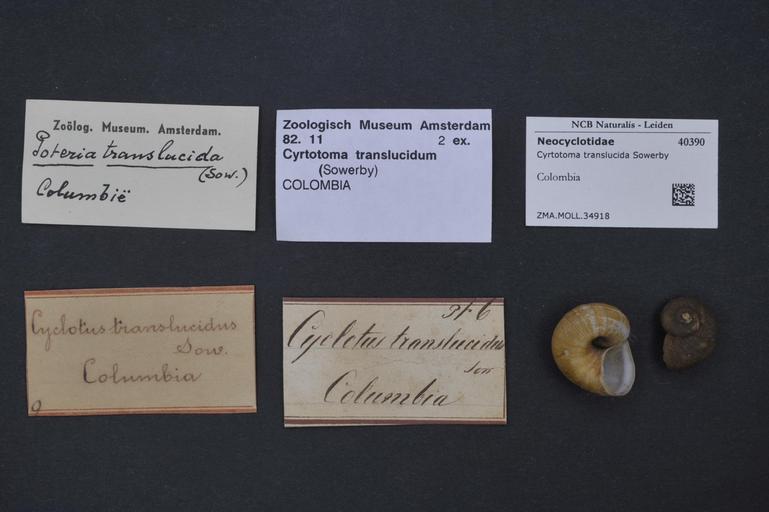 Zoölog. Museum. Amsterdam.
Poteria translucida
(Sow.)
Columbië
Zoologisch Museum Amsterdam
82. 11 2 ex.
Cyrtotoma translucidum
(Sowerby)
COLOMBIA
NCB Naturalis - Leiden
Neocyclotidae 40390
Cyrtotoma translucida Sowerby
Colombia
ZMA.MOLL.34918
Cyclotus translucidus
Sow.
Columbia
Cyclotus translucidus
Sow
Columbia